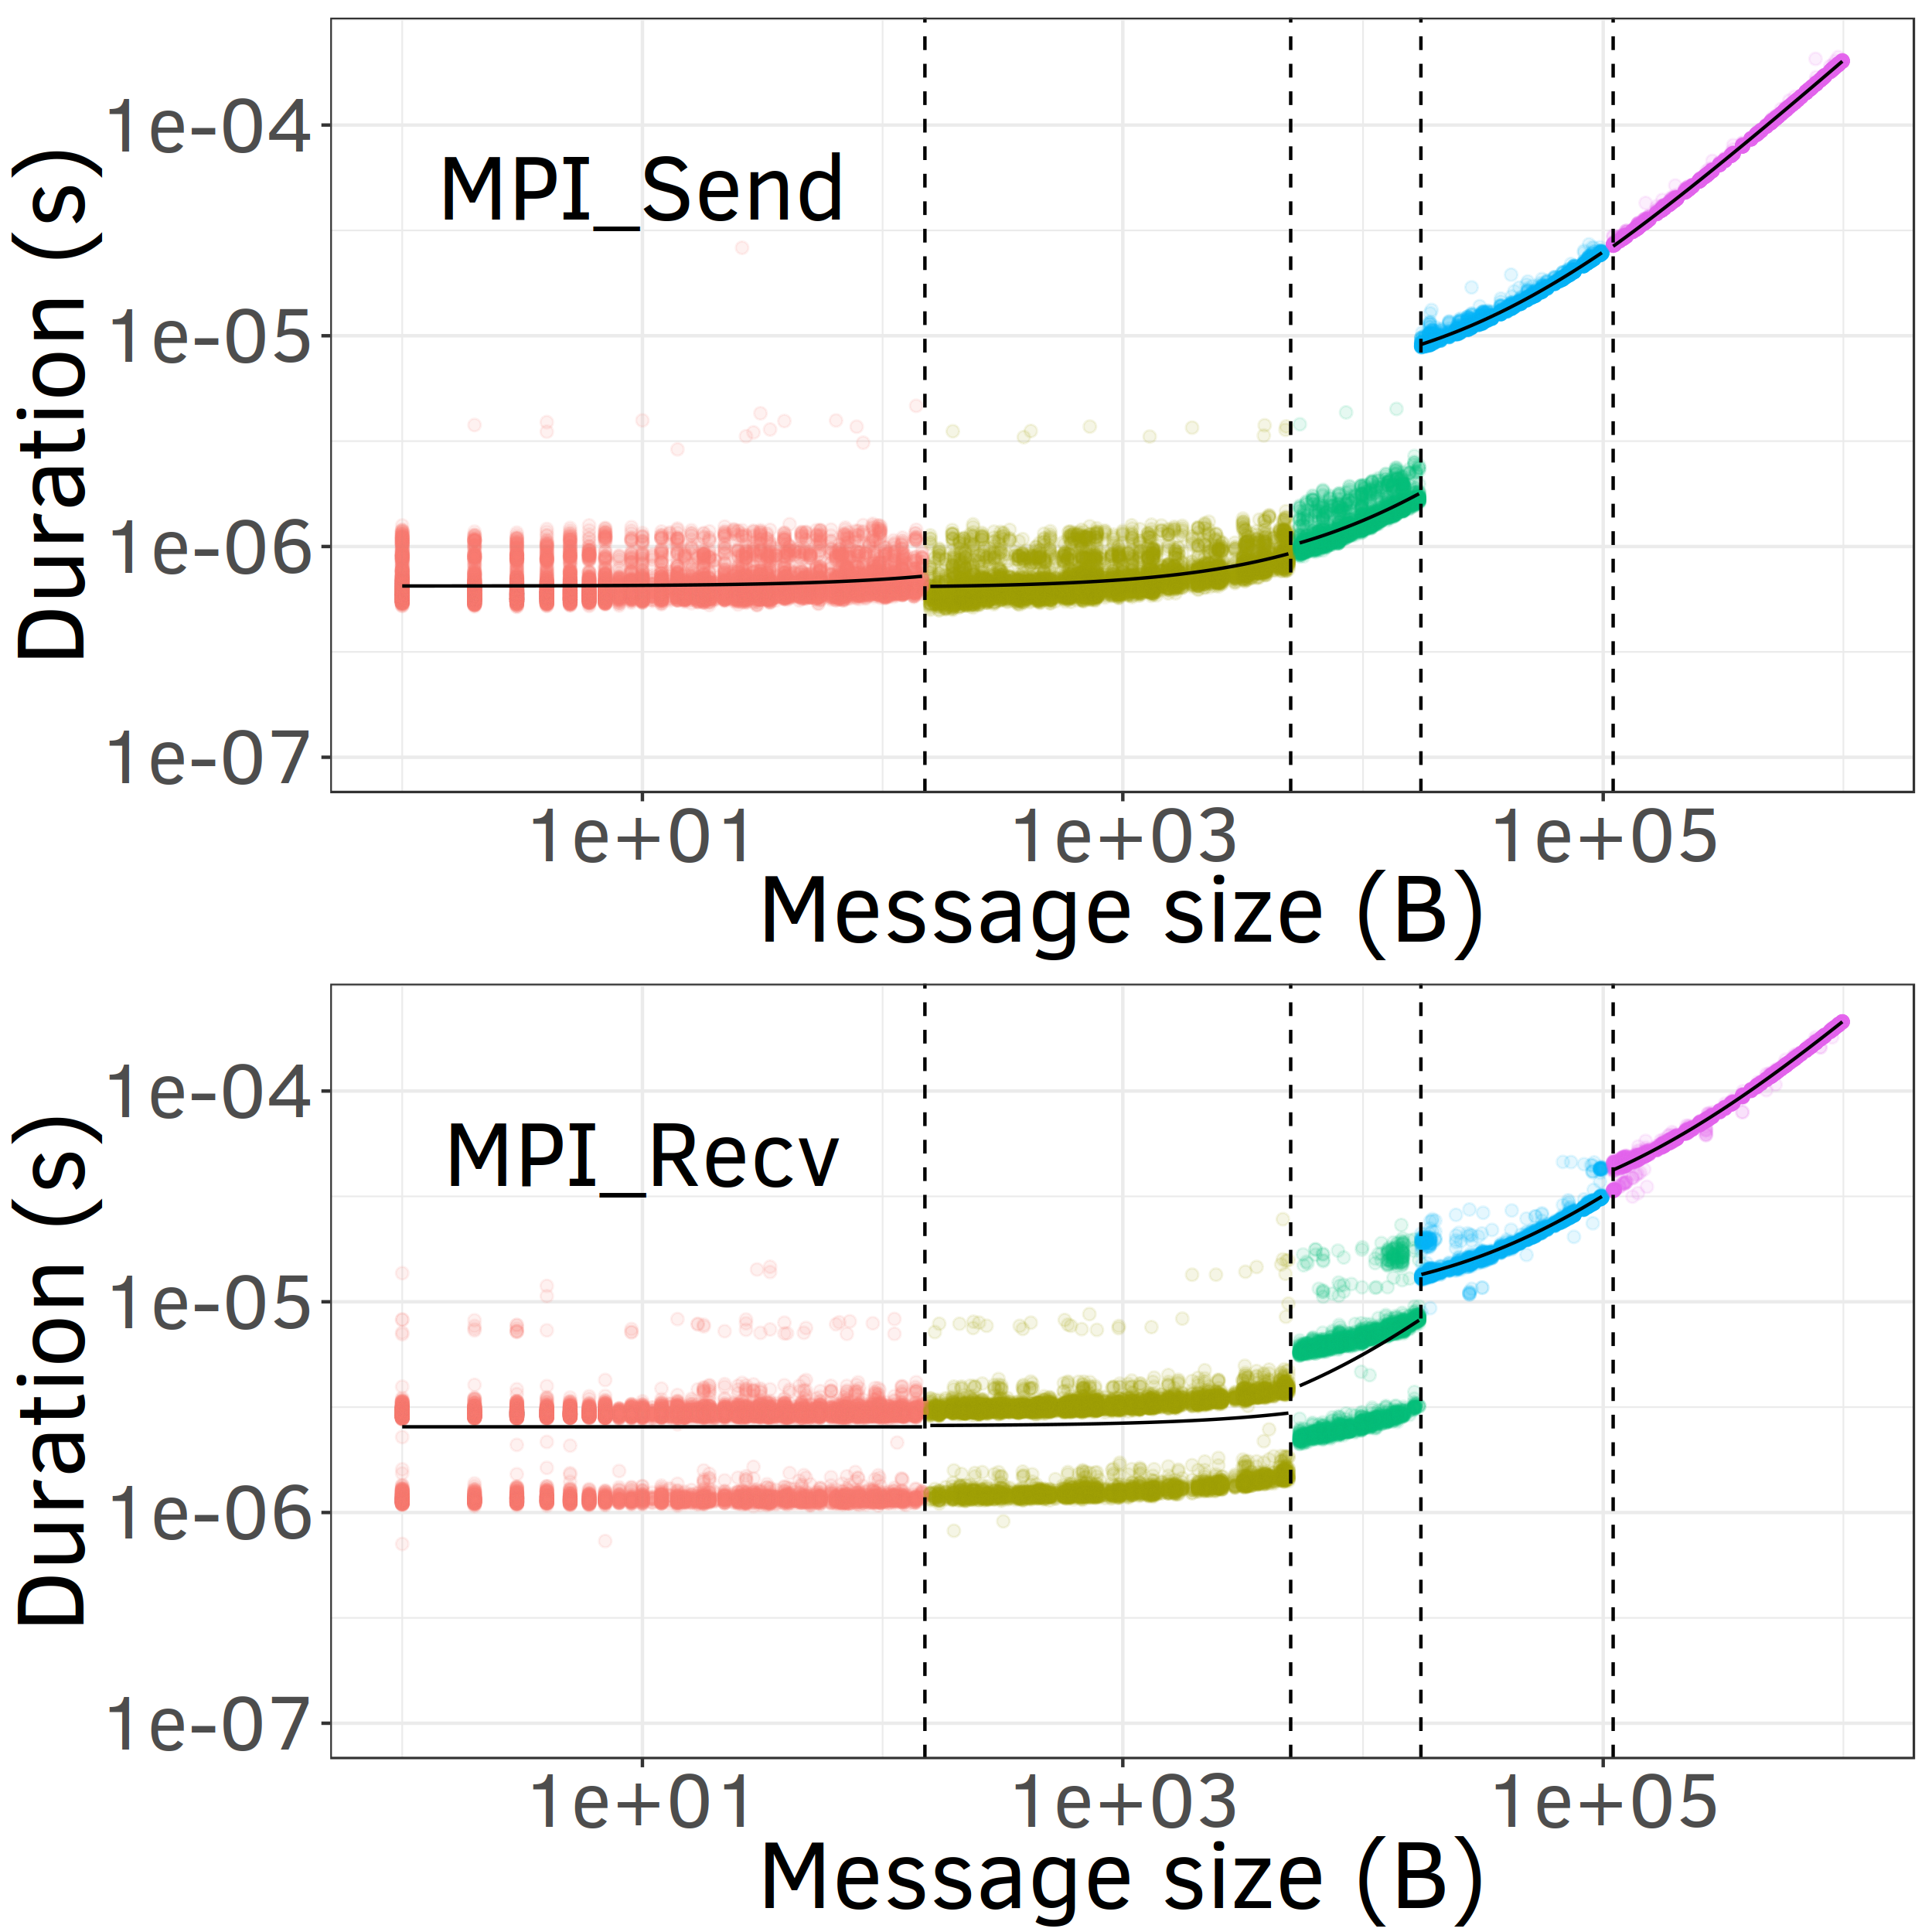 Duration (s)
1e-04
1e-05
1e-06
1e-07
MPI_Send
1e+01 1e+03 1e+05
Message size (B)
Duration (s)
1e-04
1e-05
1e-06
1e-07
MPI_Recv
1e+01 1e+03 1e+05
Message size (B)